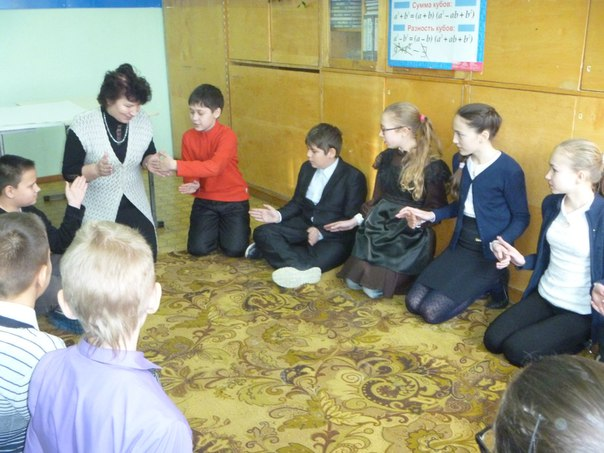 Сумма кубов:
a³ + b³ = (a + b) (a² - ab + b²)
Разность кубов:
a³ - b³ = (a - b) (a² + ab + b²)